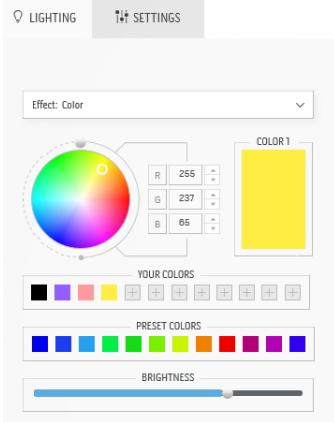 LIGHTING
SETTINGS
Effect: Color
COLOR 1
R 255
G 237
B 65
YOUR COLORS
PRESET COLORS
BRIGHTNESS